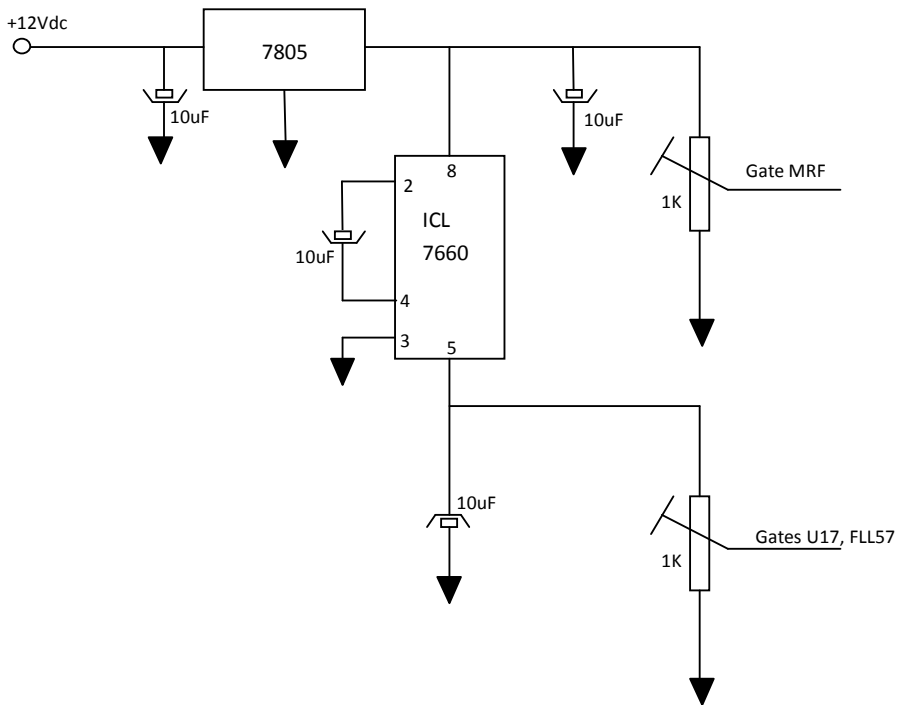 +12Vdc
7805
10uF
10uF
8
2
ICL
7660
10uF
4
3
5
Gate MRF
1K
10uF
Gates U17, FLL57
1K